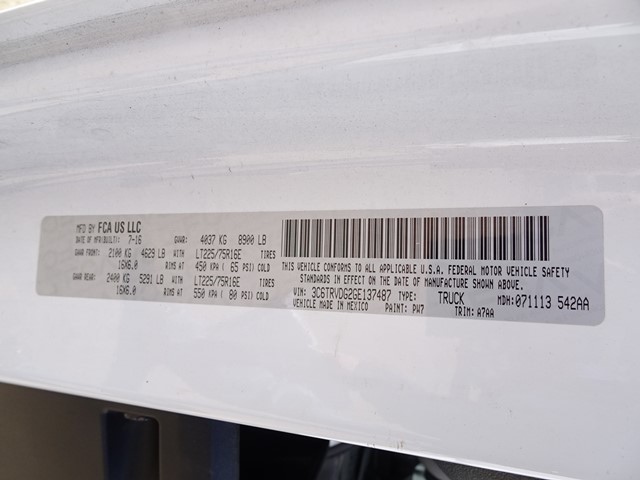 MFD BY FCA US LLC
DATE OF MFR(BUILT): 7-16 GVWR: 4037 KG 8900 LB
GAWR FRONT: 2100 KG 4629 LB WITH LT225/75R16E TIRES
16X6.0 RIMS AT 450 KPA ( 65 PSI) COLD
GAWR REAR: 2400 KG 5291 LB WITH LT225/75R16E TIRES
16X6.0 RIMS AT 550 KPA ( 80 PSI) COLD
THIS VEHICLE CONFORMS TO ALL APPLICABLE U.S.A. FEDERAL MOTOR VEHICLE SAFETY
STANDARDS IN EFFECT ON THE DATE OF MANUFACTURE SHOWN ABOVE.
VIN: 3C6TRVDG2GE137487 TYPE: TRUCK MDH: 071113 542AA
VEHICLE MADE IN MEXICO PAINT: PW7 TRIM: A7AA